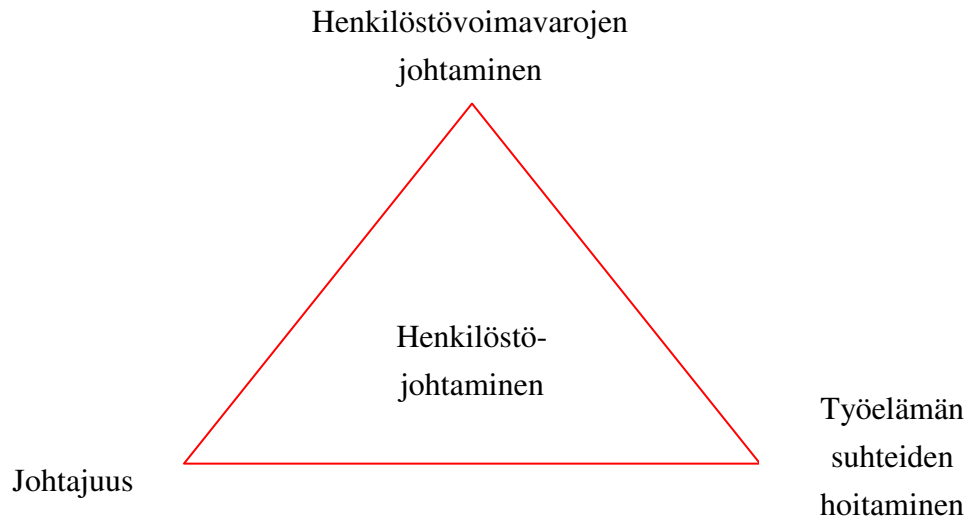 Henkilöstövoimavarojen
johtaminen
Henkilöstö-
johtaminen
Johtajuus
Työelämän
suhteiden
hoitaminen